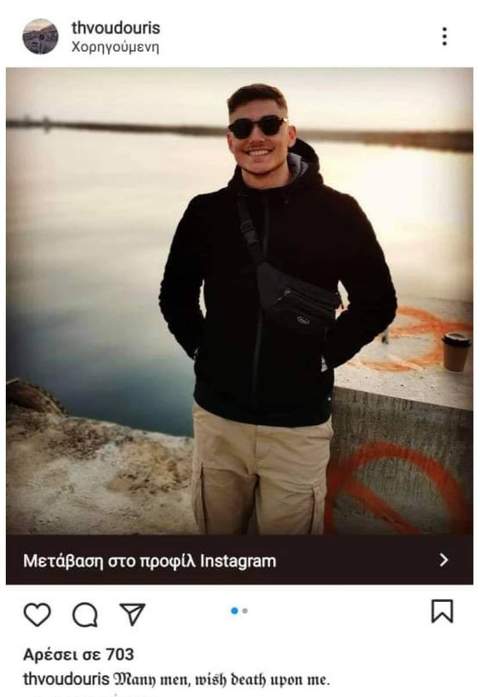 thvoudouris
Χορηγούμενη
Μετάβαση στο προφίλ Instagram
Αρέσει σε 703
thvoudouris 𝕸𝖆𝖓𝖞 𝖒𝖊𝖓, 𝖜𝖎𝖘𝖍 𝖉𝖊𝖆𝖙𝖍 𝖚𝖕𝖔𝖓 𝖒𝖊.